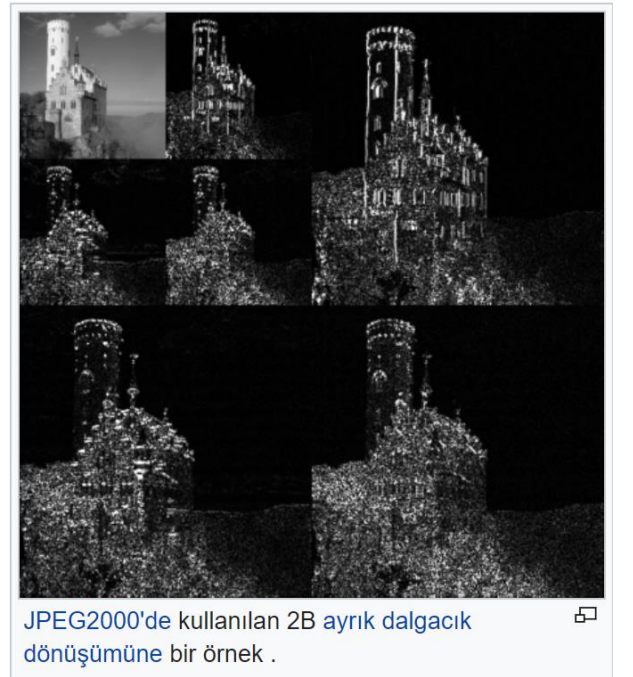 JPEG2000'de kullanılan 2B ayrık dalgacık
dönüşümüne bir örnek .